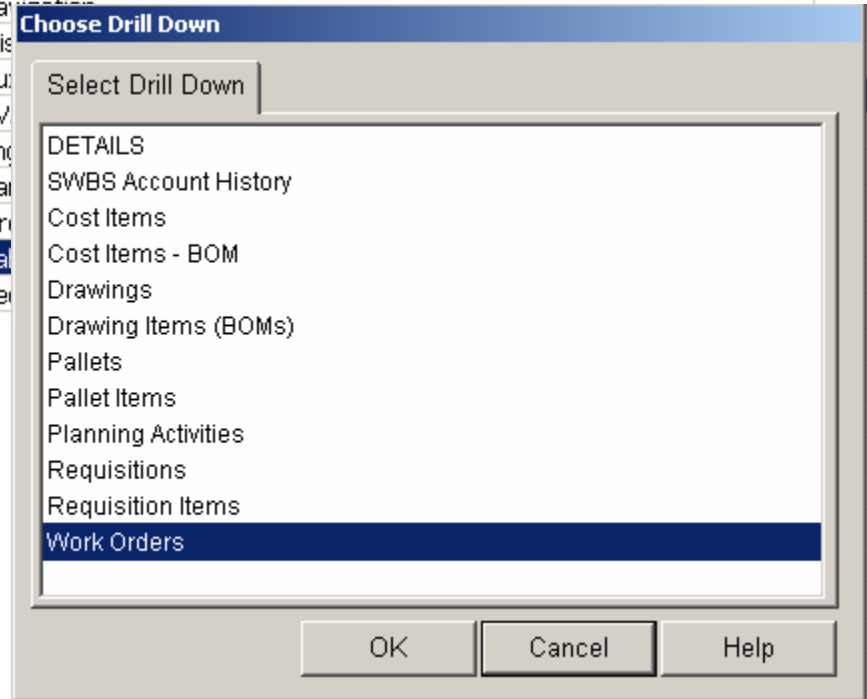 Choose Drill Down
Select Drill Down
DETAILS
SWBS Account History
Cost Items
Cost Items - BOM
Drawings
Drawing Items (BOMs)
Pallets
Pallet Items
Planning Activities
Requisitions
Requisition Items
Work Orders
OK Cancel Help